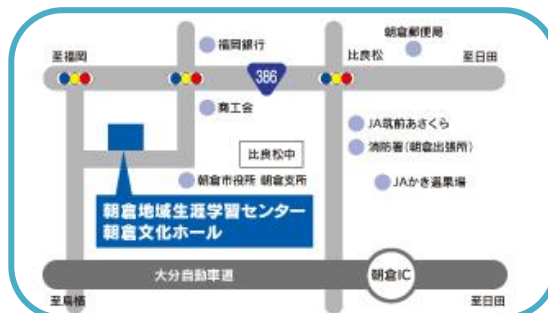 朝倉郵便局
福岡銀行
至福岡
比良松
至日田
386
商工会
JA筑前あさくら
消防署(朝倉出張所)
比良松中
朝倉市役所 朝倉支所
JAかき選果場
朝倉地域生涯学習センター
朝倉文化ホール
大分自動車道
朝倉IC
至鳥栖
至日田